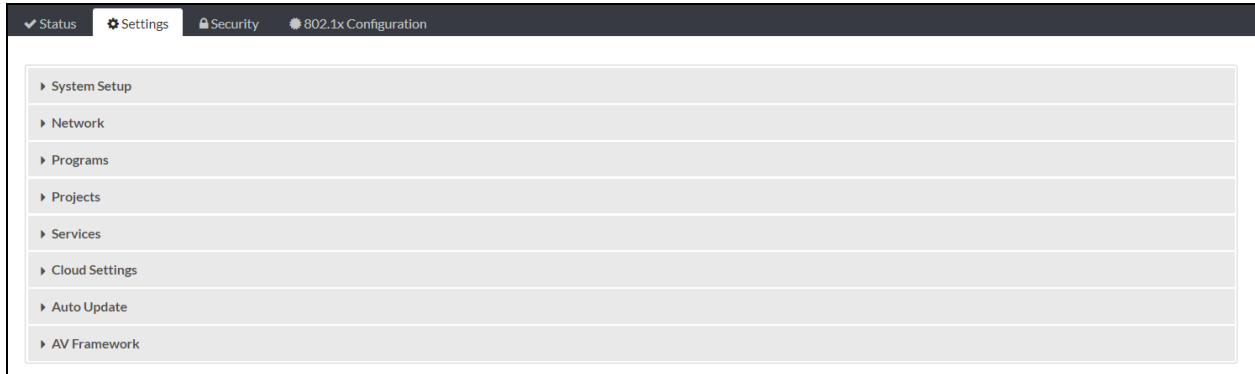 Status Settings Security 802.1x Configuration
System Setup
Network
Programs
Projects
Services
Cloud Settings
Auto Update
AV Framework